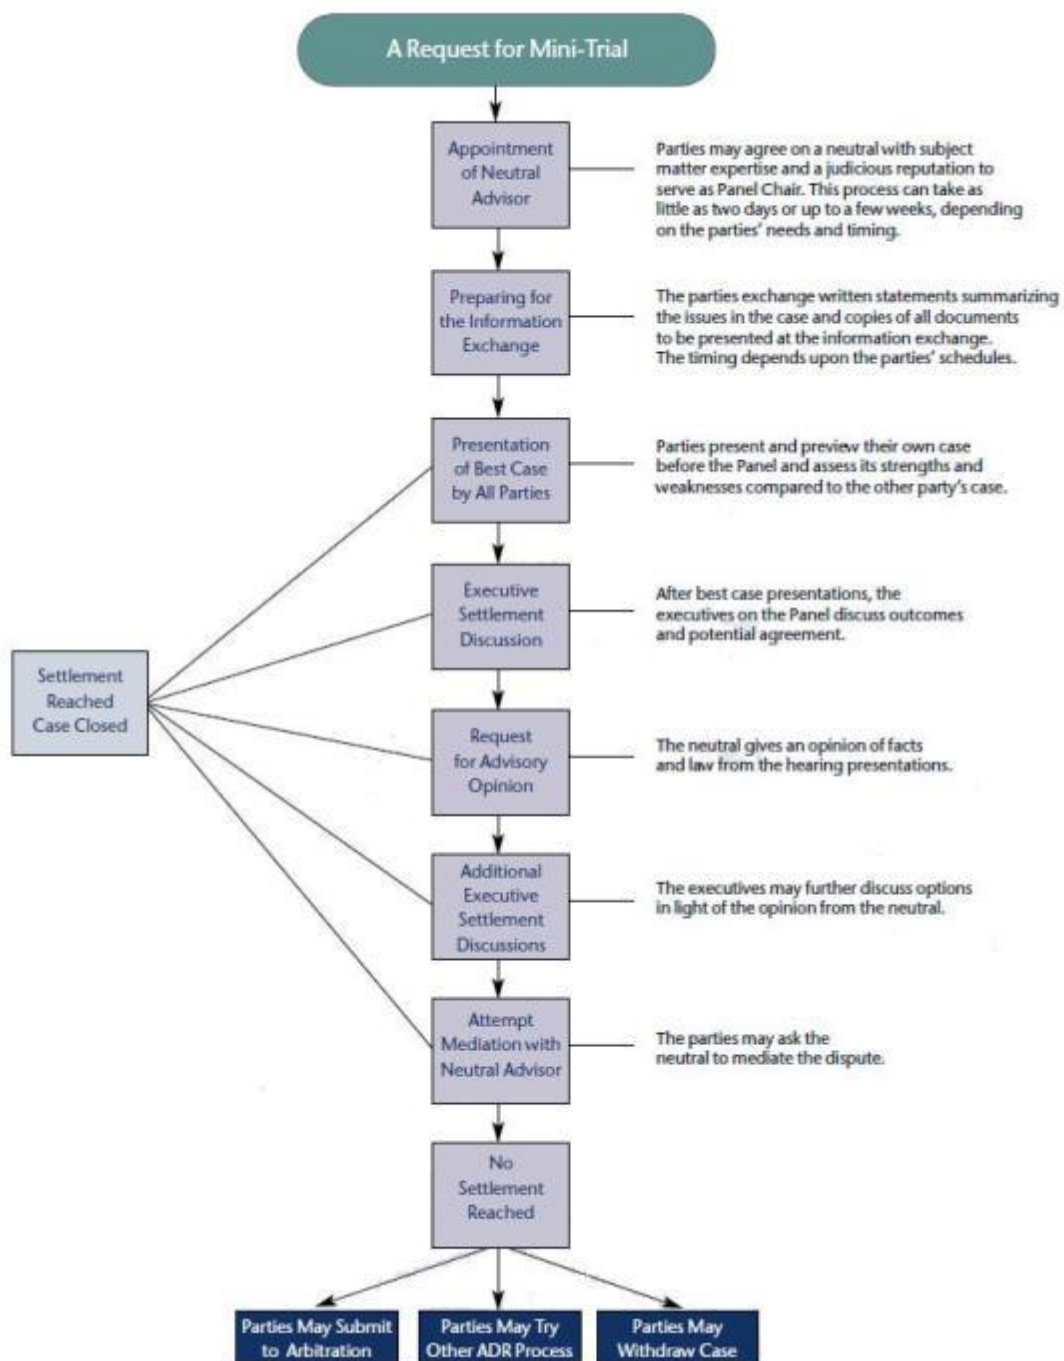 A Request for Mini-Trial
Appointment
of Neutral
Advisor
Parties may agree on a neutral with subject
matter expertise and a judicious reputation to
serve as Panel Chair. This process can take as
little as two days or up to a few weeks, depending
on the parties' needs and timing.
Preparing for
the Information
Exchange
The parties exchange written statements summarizing
the issues in the case and copies of all documents
to be presented at the information exchange.
The timing depends upon the parties' schedules.
Presentation
of Best Case
by All Parties
Parties present and preview their own case
before the Panel and assess its strengths and
weaknesses compared to the other party's case.
Executive
Settlement
Discussion
After best case presentations, the
executives on the Panel discuss outcomes
and potential agreement.
Settlement
Reached
Case Closed
Request
for Advisory
Opinion
The neutral gives an opinion of facts
and law from the hearing presentations.
Additional
Executive
Settlement
Discussions
The executives may further discuss options
in light of the opinion from the neutral.
Attempt
Mediation with
Neutral Advisor
The parties may ask the
neutral to mediate the dispute.
No
Settlement
Reached
Parties May Submit
to Arbitration
Parties May Try
Other ADR Process
Parties May
Withdraw Case